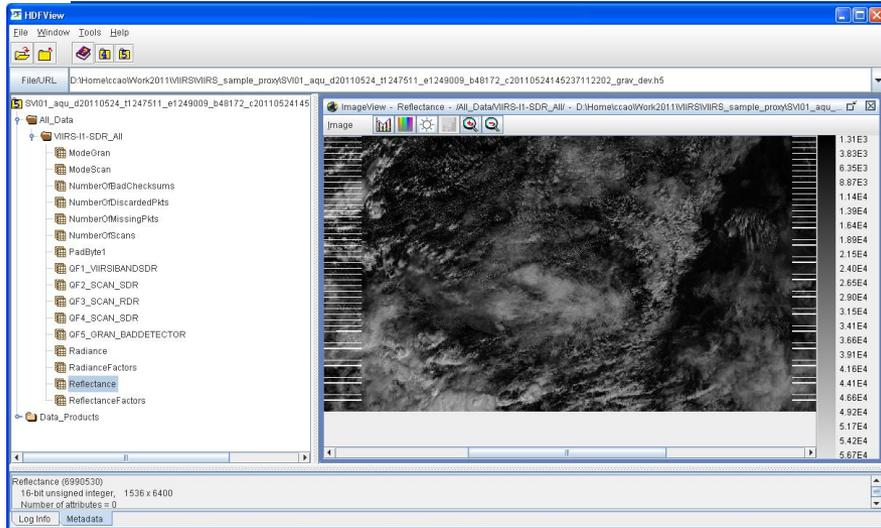 HDFView
File Window Tools Help
File/URL D:\Home\ccao\Work2011\VIIRS\VIIRS_sample_proxy\SVI01_aqu_d20110524_t1247511_e1249009_b48172_c20110524145237112202_grav_dev.h5
SVI01_aqu_d20110524_t1247511_e1249009_b48172_c20110524145
All_Data
VIIRS-I1-SDR_All
ModeGran
ModeScan
NumberOfBadChecksums
NumberOfDiscardedPkts
NumberOfMissingPkts
NumberOfScans
PadByte1
QF1_VIIRSIBANDSDR
QF2_SCAN_SDR
QF3_SCAN_RDR
QF4_SCAN_SDR
QF5_GRAN_BADDETECTOR
Radiance
RadianceFactors
Reflectance
ReflectanceFactors
Data_Products
ImageView - Reflectance - /All_Data/VIIRS-I1-SDR_All/ - D:\Home\ccao\Work2011\VIIRS\VIIRS_sample_proxy\SVI01_aqu_...
Image
1.31E3
3.83E3
6.35E3
8.87E3
1.14E4
1.39E4
1.64E4
1.89E4
2.15E4
2.40E4
2.65E4
2.90E4
3.15E4
3.41E4
3.66E4
3.91E4
4.16E4
4.41E4
4.66E4
4.92E4
5.17E4
5.42E4
5.67E4
Reflectance (6990530)
16-bit unsigned integer, 1536 x 6400
Number of attributes = 0
Log Info Metadata